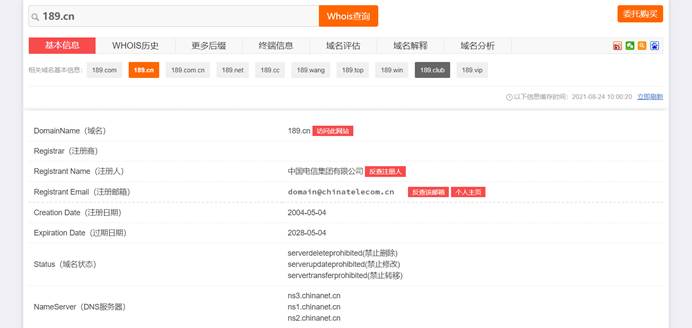 189.cn Whois查询 委托购买
基本信息 WHOIS历史 更多后缀 终端信息 域名评估 域名解释 域名分析
相关域名基本信息: 189.com 189.cn 189.com.cn 189.net 189.cc 189.wang 189.top 189.win 189.club 189.vip
以下信息缓存时间：2021-08-24 10:00:20 立即刷新
DomainName（域名） 189.cn 访问此网站
Registrar（注册商）
Registrant Name（注册人） 中国电信集团有限公司 反查注册人
Registrant Email（注册邮箱） domain@chinatelecom.cn 反查该邮箱 个人主页
Creation Date（注册日期） 2004-05-04
Expiration Date（过期日期） 2028-05-04
Status（域名状态） serverdeleteprohibited(禁止删除)
serverupdateprohibited(禁止修改)
servertransferprohibited(禁止转移)
NameServer（DNS服务器） ns3.chinanet.cn
ns1.chinanet.cn
ns2.chinanet.cn